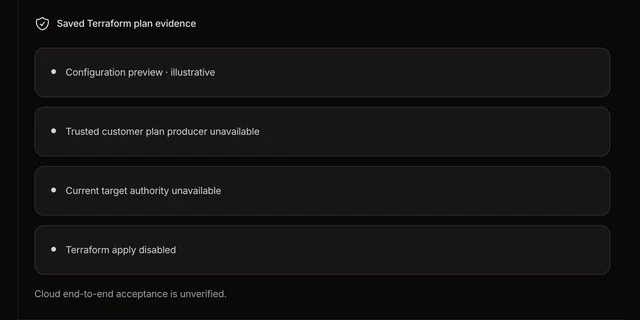 Saved Terraform plan evidence
Configuration preview · illustrative
Trusted customer plan producer unavailable
Current target authority unavailable
Terraform apply disabled
Cloud end-to-end acceptance is unverified.